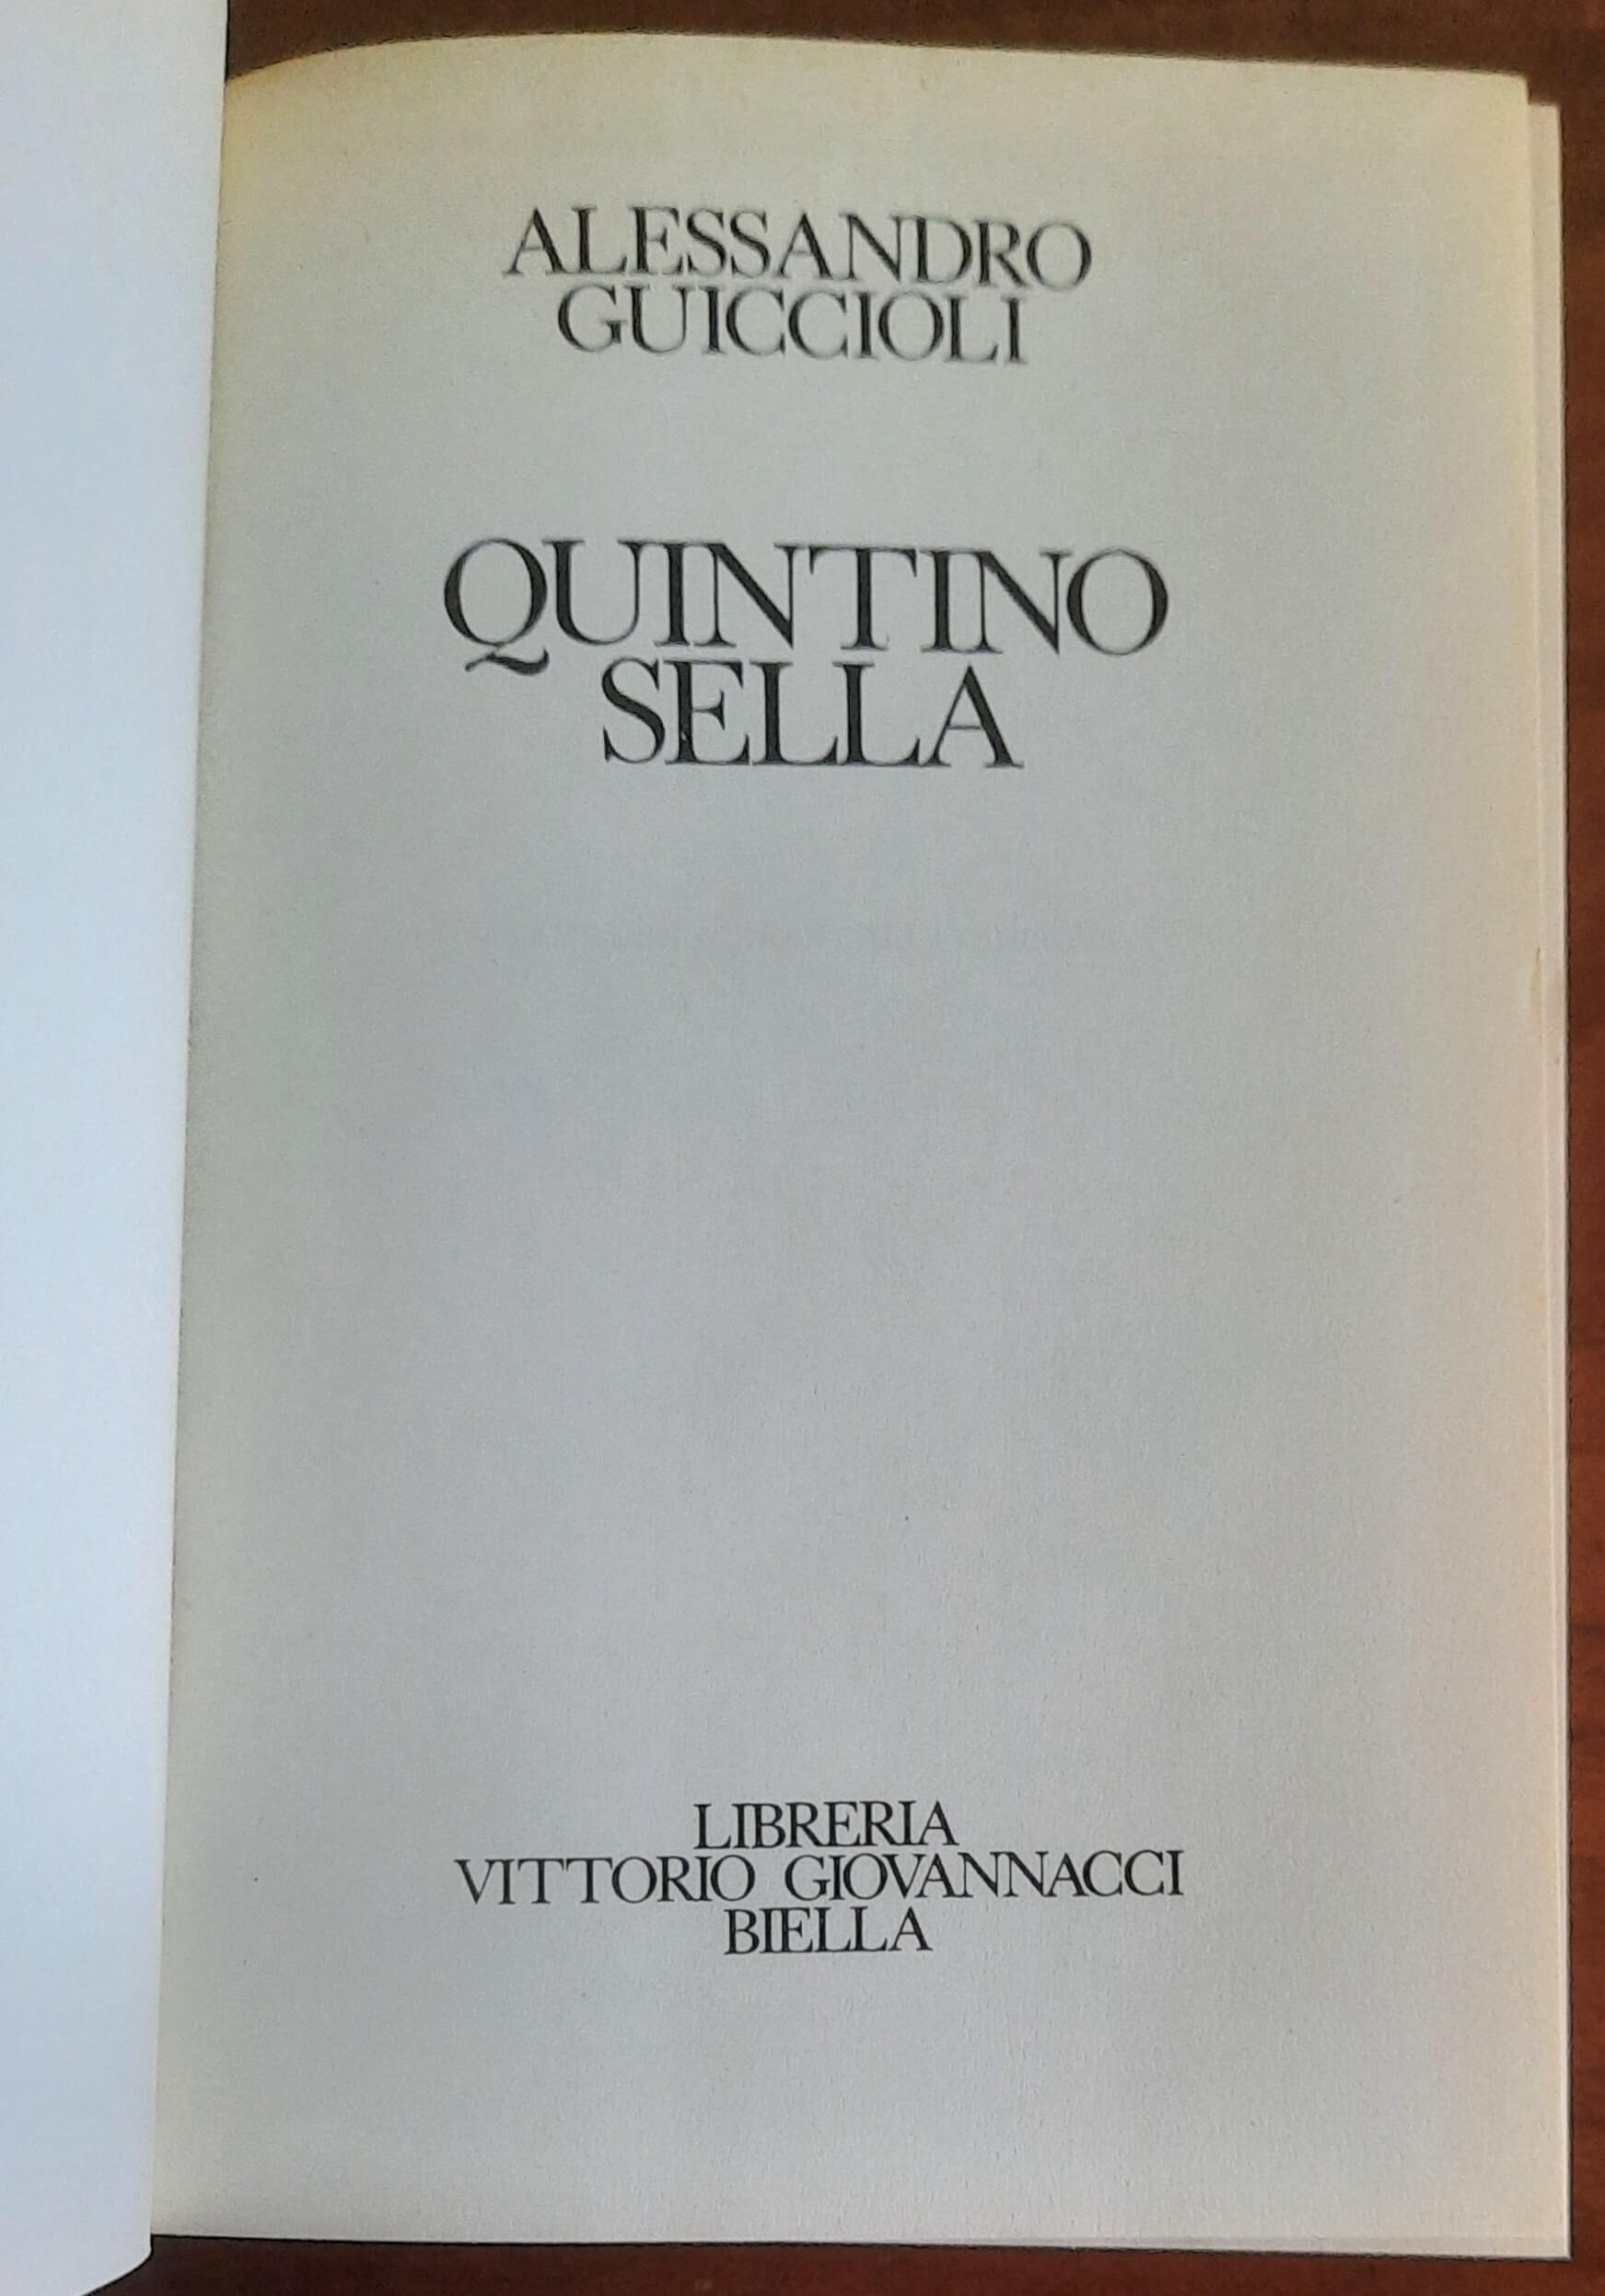 ALESSANDRO
GUICCIOLI
QUINTINO
SELLA
LIBRERIA
VITTORIO GIOVANNACCI
BIELLA